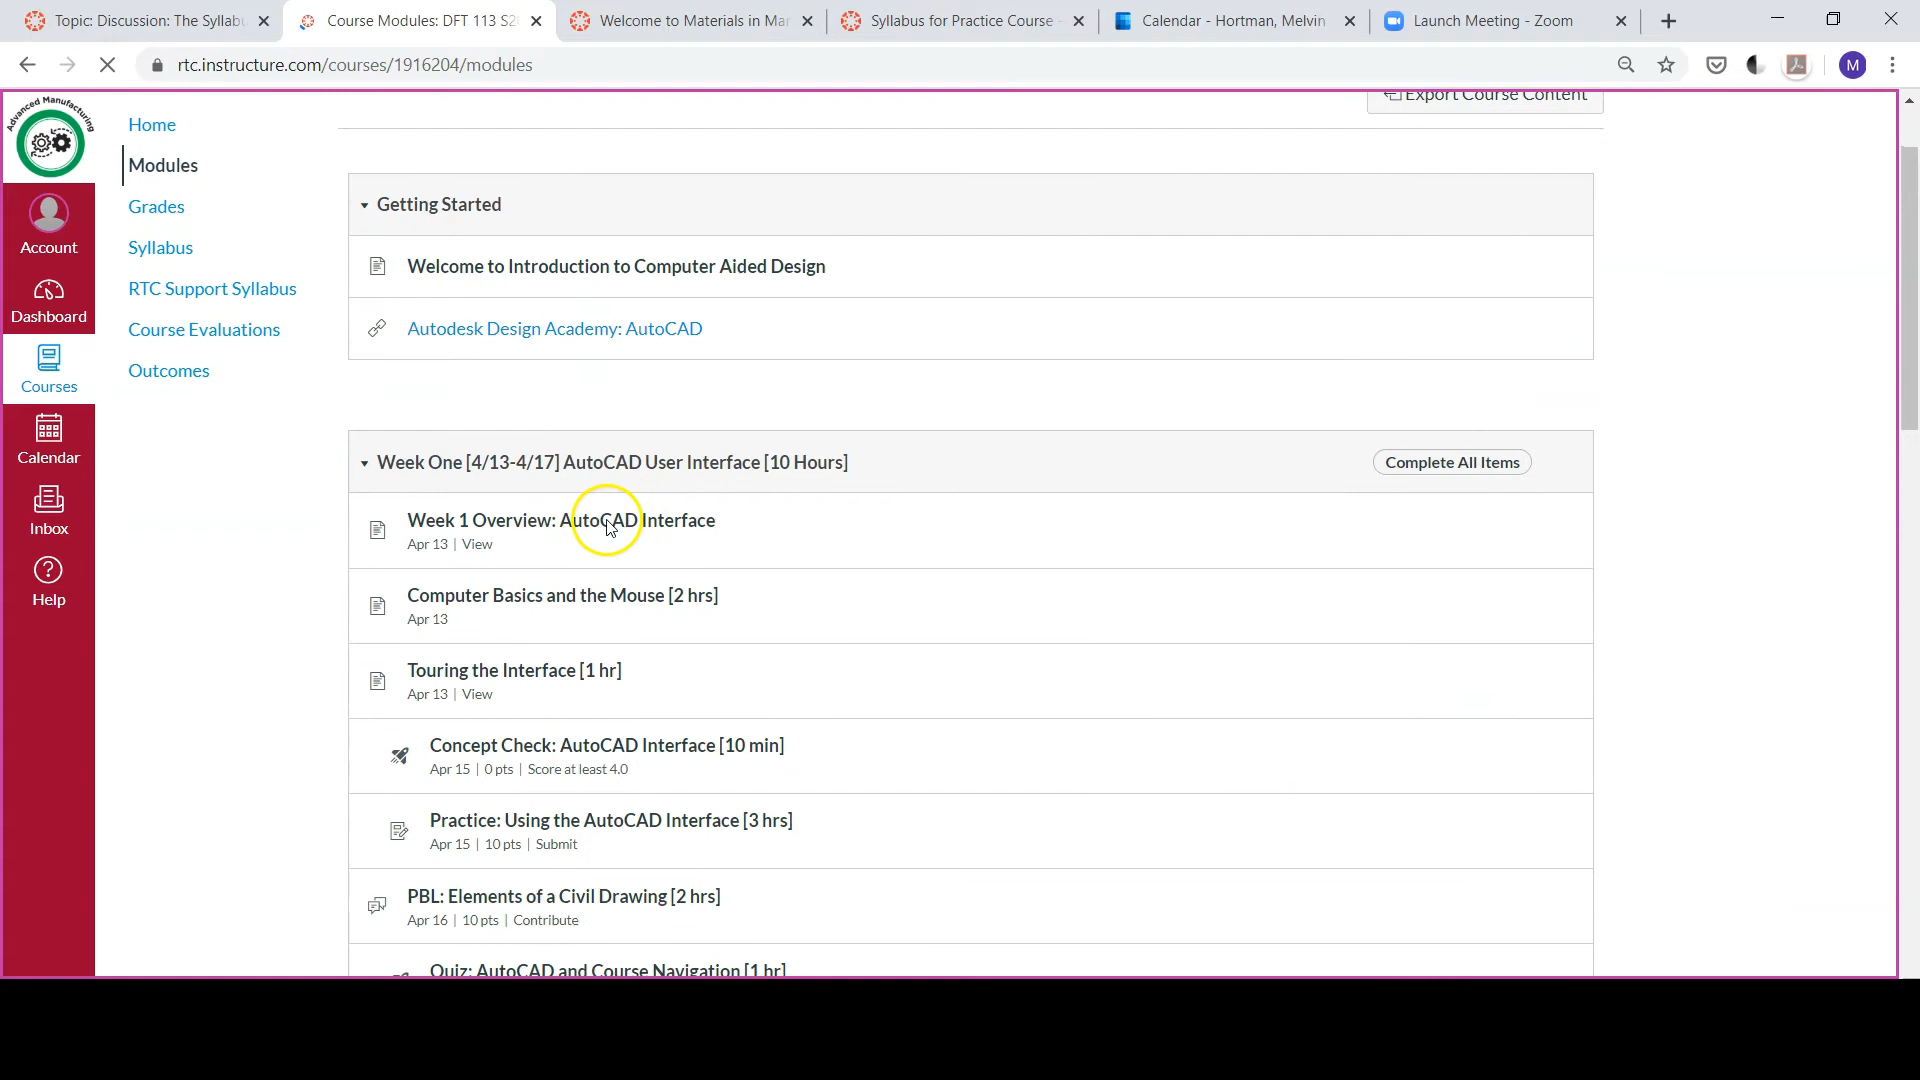 Topic: Discussion: The Syllab
Course Modules: DFT 113 S2
Welcome to Materials in Ma
Syllabus for Practice Course -
Calendar - Hortman, Melvin
Launch Meeting - Zoom
rtc.instructure.com/courses/1916204/modules
M
Advanced Manufacturing
Account
Dashboard
Courses
Calendar
Inbox
Help
Home
Modules
Grades
Syllabus
RTC Support Syllabus
Course Evaluations
Outcomes
Export Course Content
Getting Started
Welcome to Introduction to Computer Aided Design
Autodesk Design Academy: AutoCAD
Week One [4/13-4/17] AutoCAD User Interface [10 Hours]
Complete All Items
Week 1 Overview: AutoCAD Interface
Apr 13 | View
Computer Basics and the Mouse [2 hrs]
Apr 13
Touring the Interface [1 hr]
Apr 13 | View
Concept Check: AutoCAD Interface [10 min]
Apr 15 | 0 pts | Score at least 4.0
Practice: Using the AutoCAD Interface [3 hrs]
Apr 15 | 10 pts | Submit
PBL: Elements of a Civil Drawing [2 hrs]
Apr 16 | 10 pts | Contribute
Quiz: AutoCAD and Course Navigation [1 hr]